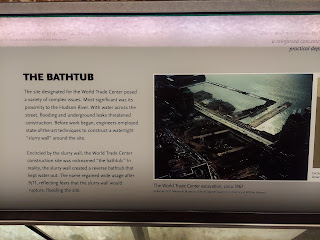 a reinforced concrete
practical dep
THE BATHTUB
The site designated for the World Trade Center posed
a variety of complex issues. Most significant was its
proximity to the Hudson River. With water across the
street, flooding and underground leaks threatened
construction. Before work began, engineers employed
state-of-the-art techniques to construct a watertight
"slurry wall" around the site.
Encircled by the slurry wall, the World Trade Center
construction site was nicknamed "the bathtub." In
reality, the slurry wall created a reverse bathtub that
kept water out. The name regained wide usage after
9/11, reflecting fears that the slurry wall would
rupture, flooding the site.
The World Trade Center excavation, circa 1967